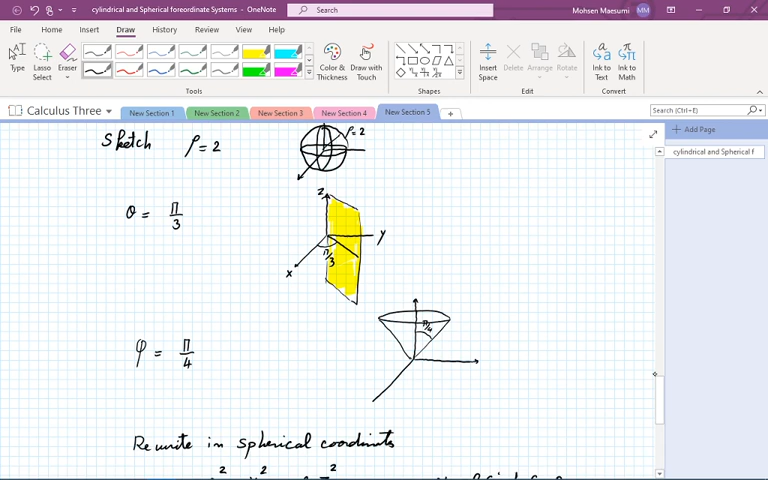 cylindrical and Spherical foreordinate Systems - OneNote
Search
Mohsen Maesumi
MM
File Home Insert Draw History Review View Help
Type
Lasso Select
Eraser
Color & Thickness
Draw with Touch
Insert Space
Delete
Arrange
Rotate
Ink to Text
Ink to Math
Tools
Shapes
Edit
Convert
Calculus Three
New Section 1
New Section 2
New Section 3
New Section 4
New Section 5
Search (Ctrl+E)
Add Page
cylindrical and Spherical f
Sketch ρ = 2
ρ=2
θ = π/3
z
y
x
π/3
φ = π/4
π/4
Rewrite in spherical coordinates